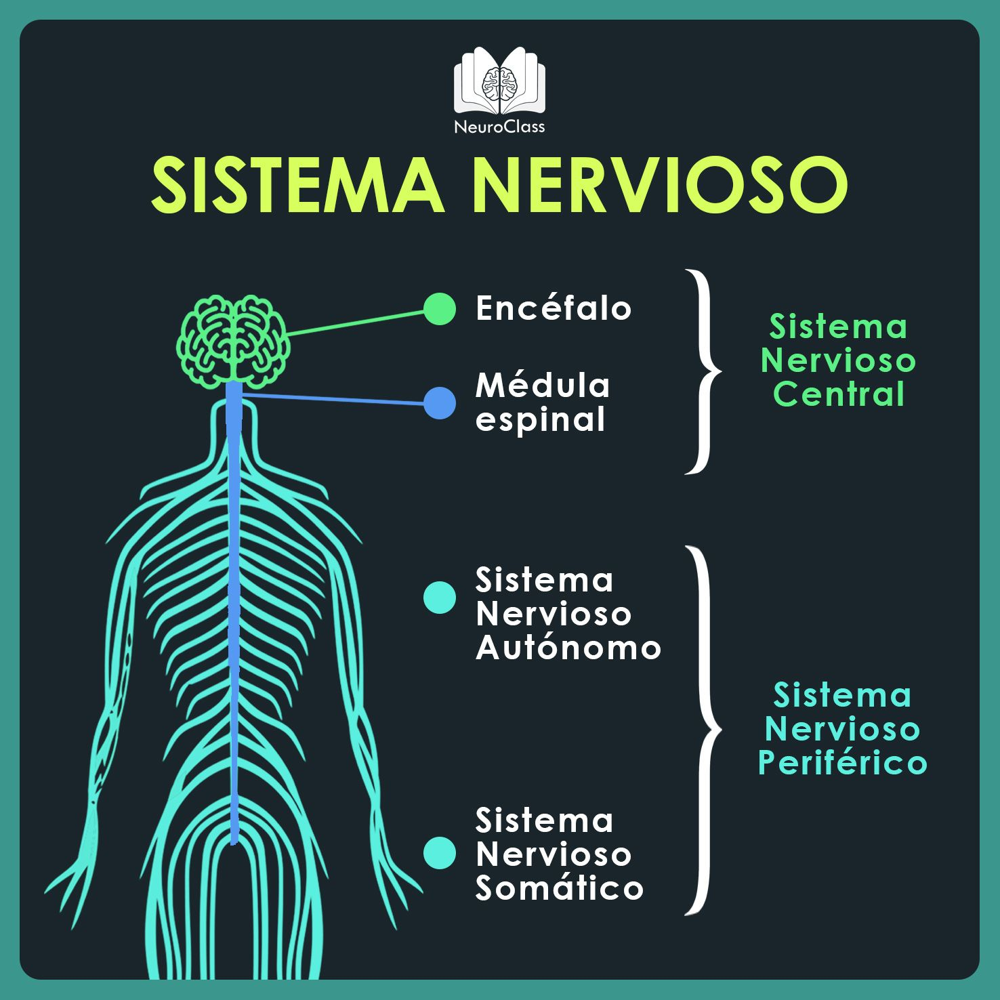 NeuroClass
SISTEMA NERVIOSO
Encéfalo
Médula
espinal
Sistema
Nervioso
Central
Sistema
Nervioso
Autónomo
Sistema
Nervioso
Somático
Sistema
Nervioso
Periférico